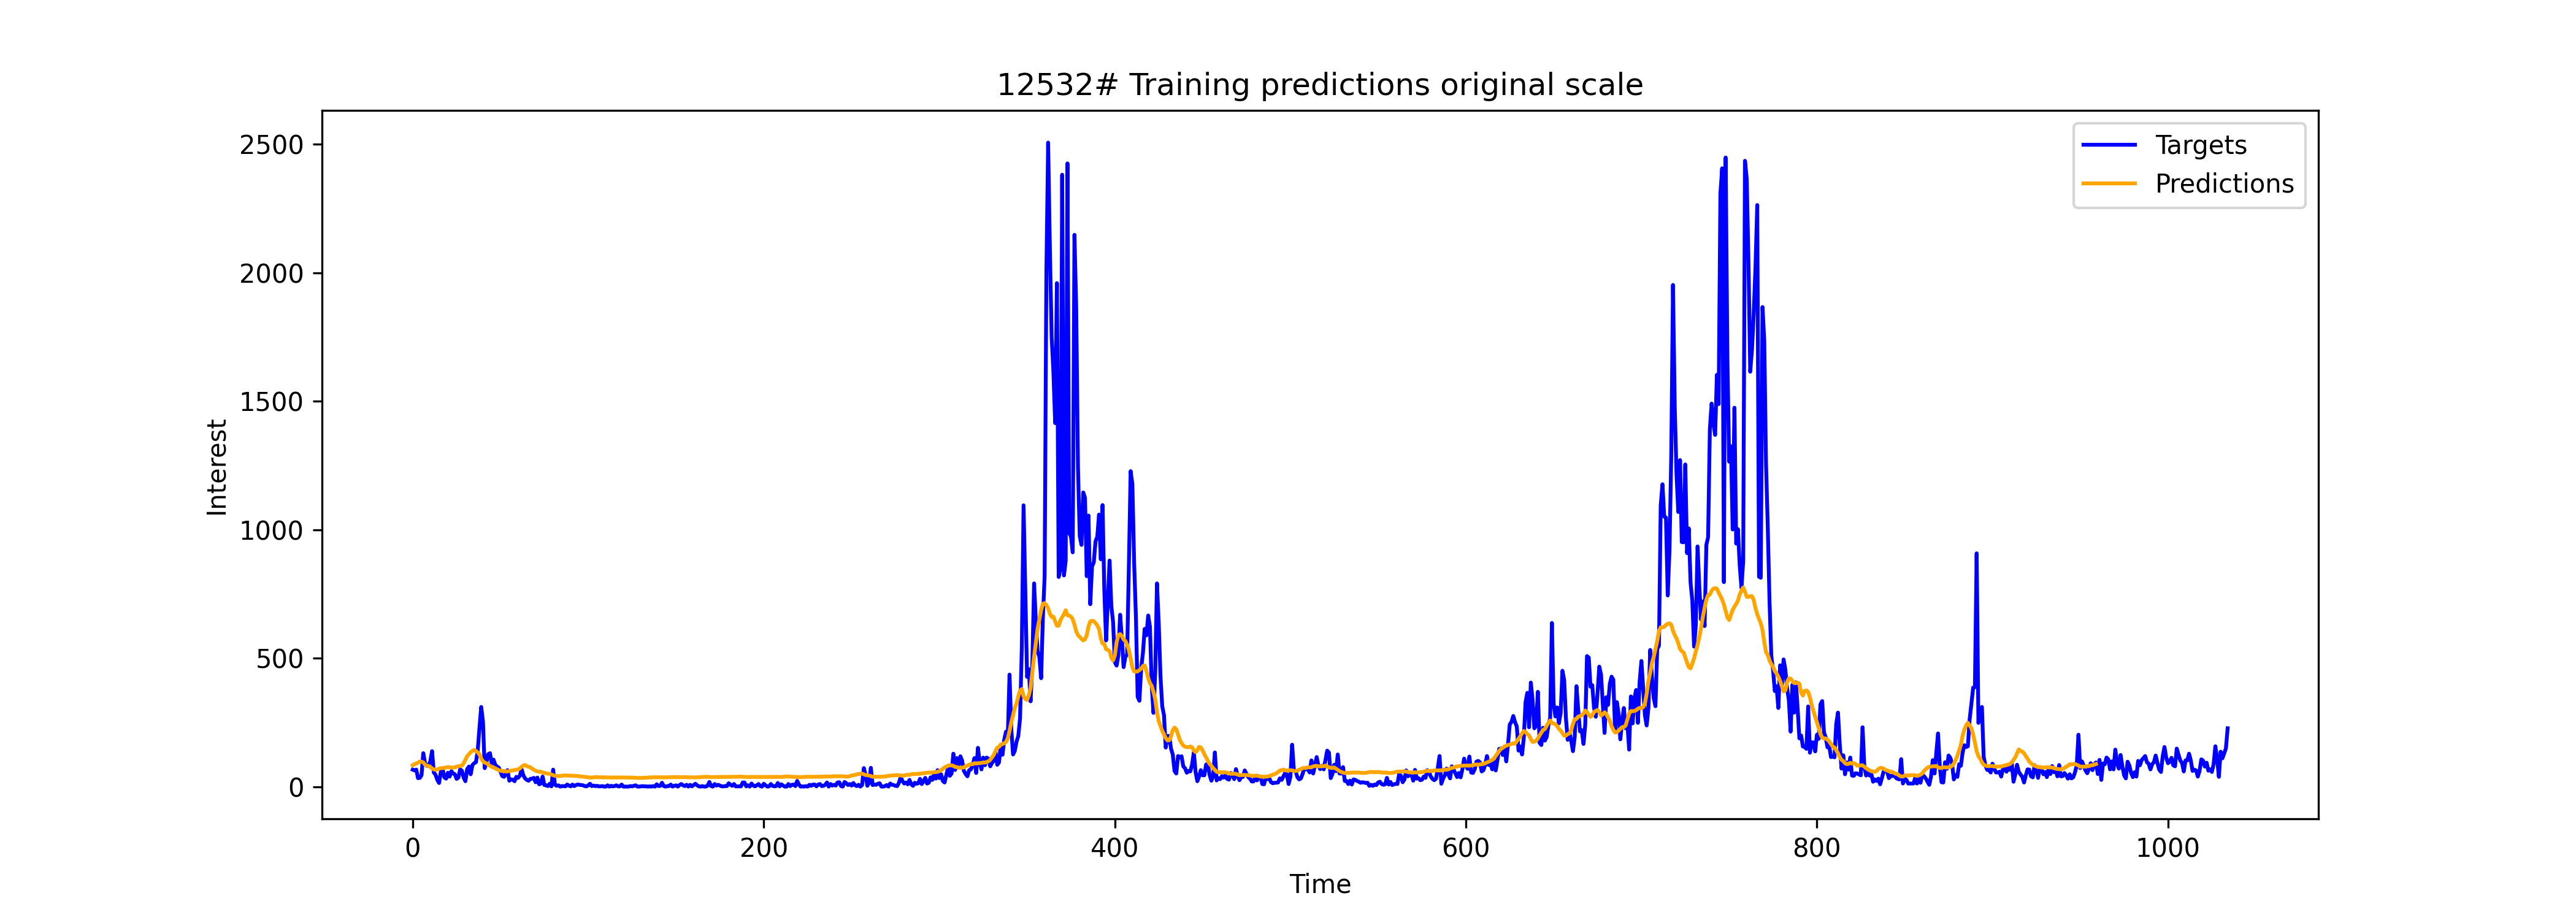 12532# Training predictions original scale
Targets
Predictions
2500
2000
1500
1000
500
0
Interest
0 200 400 600 800 1000
Time